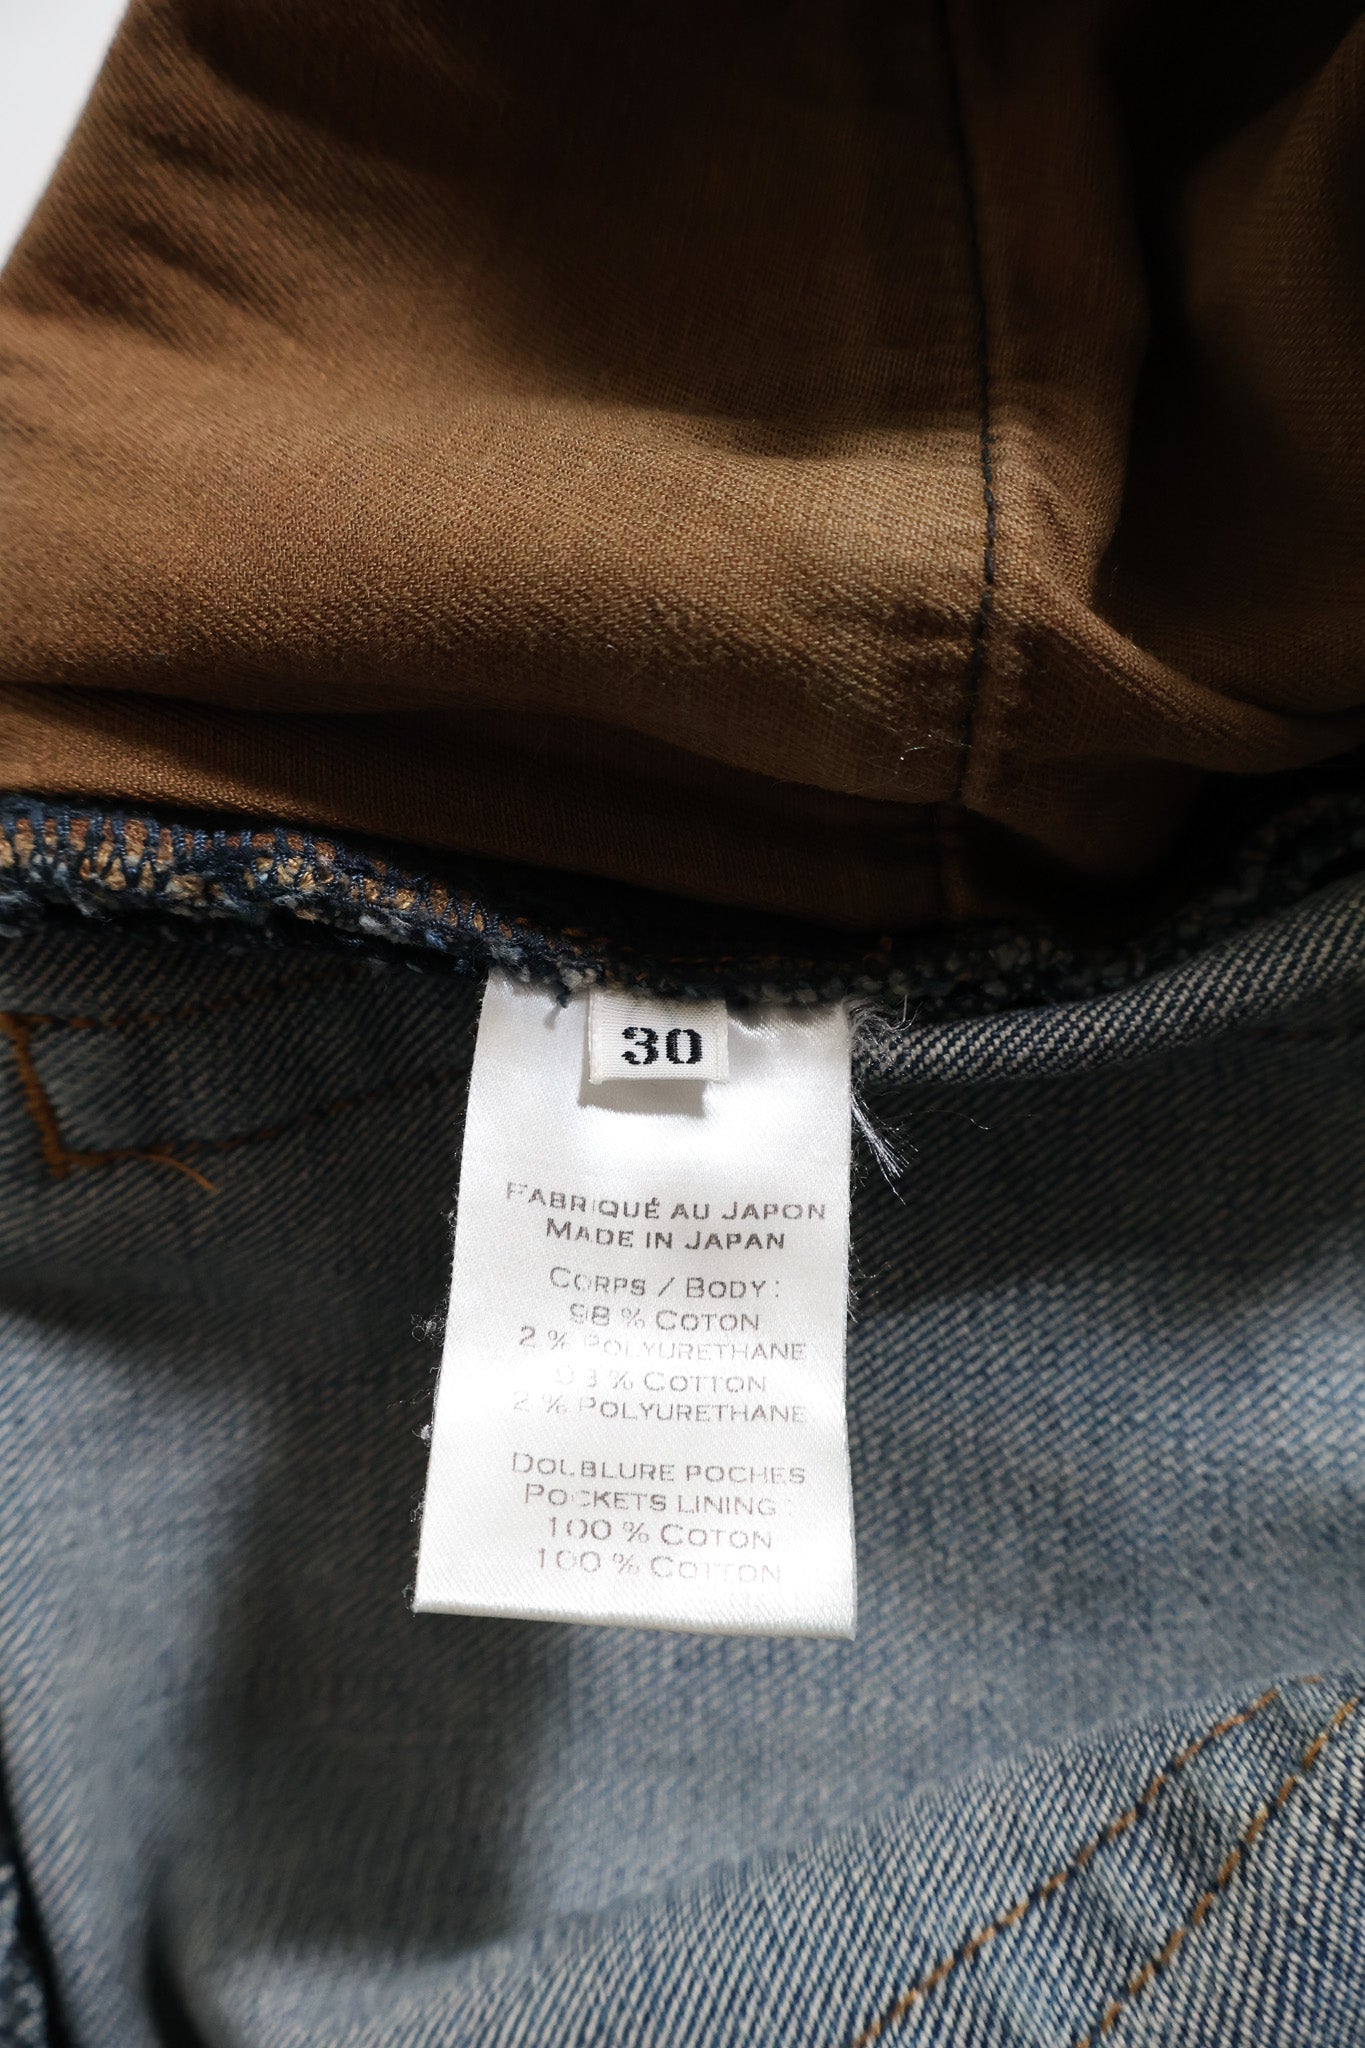 30
FABRIQUÉ AU JAPON
MADE IN JAPAN
CORPS / BODY :
98 % COTON
2 % POLYURETHANE
98 % COTTON
2 % POLYURETHANE
DOUBLURE POCHES
POCKETS LINING :
100 % COTON
100 % COTTON